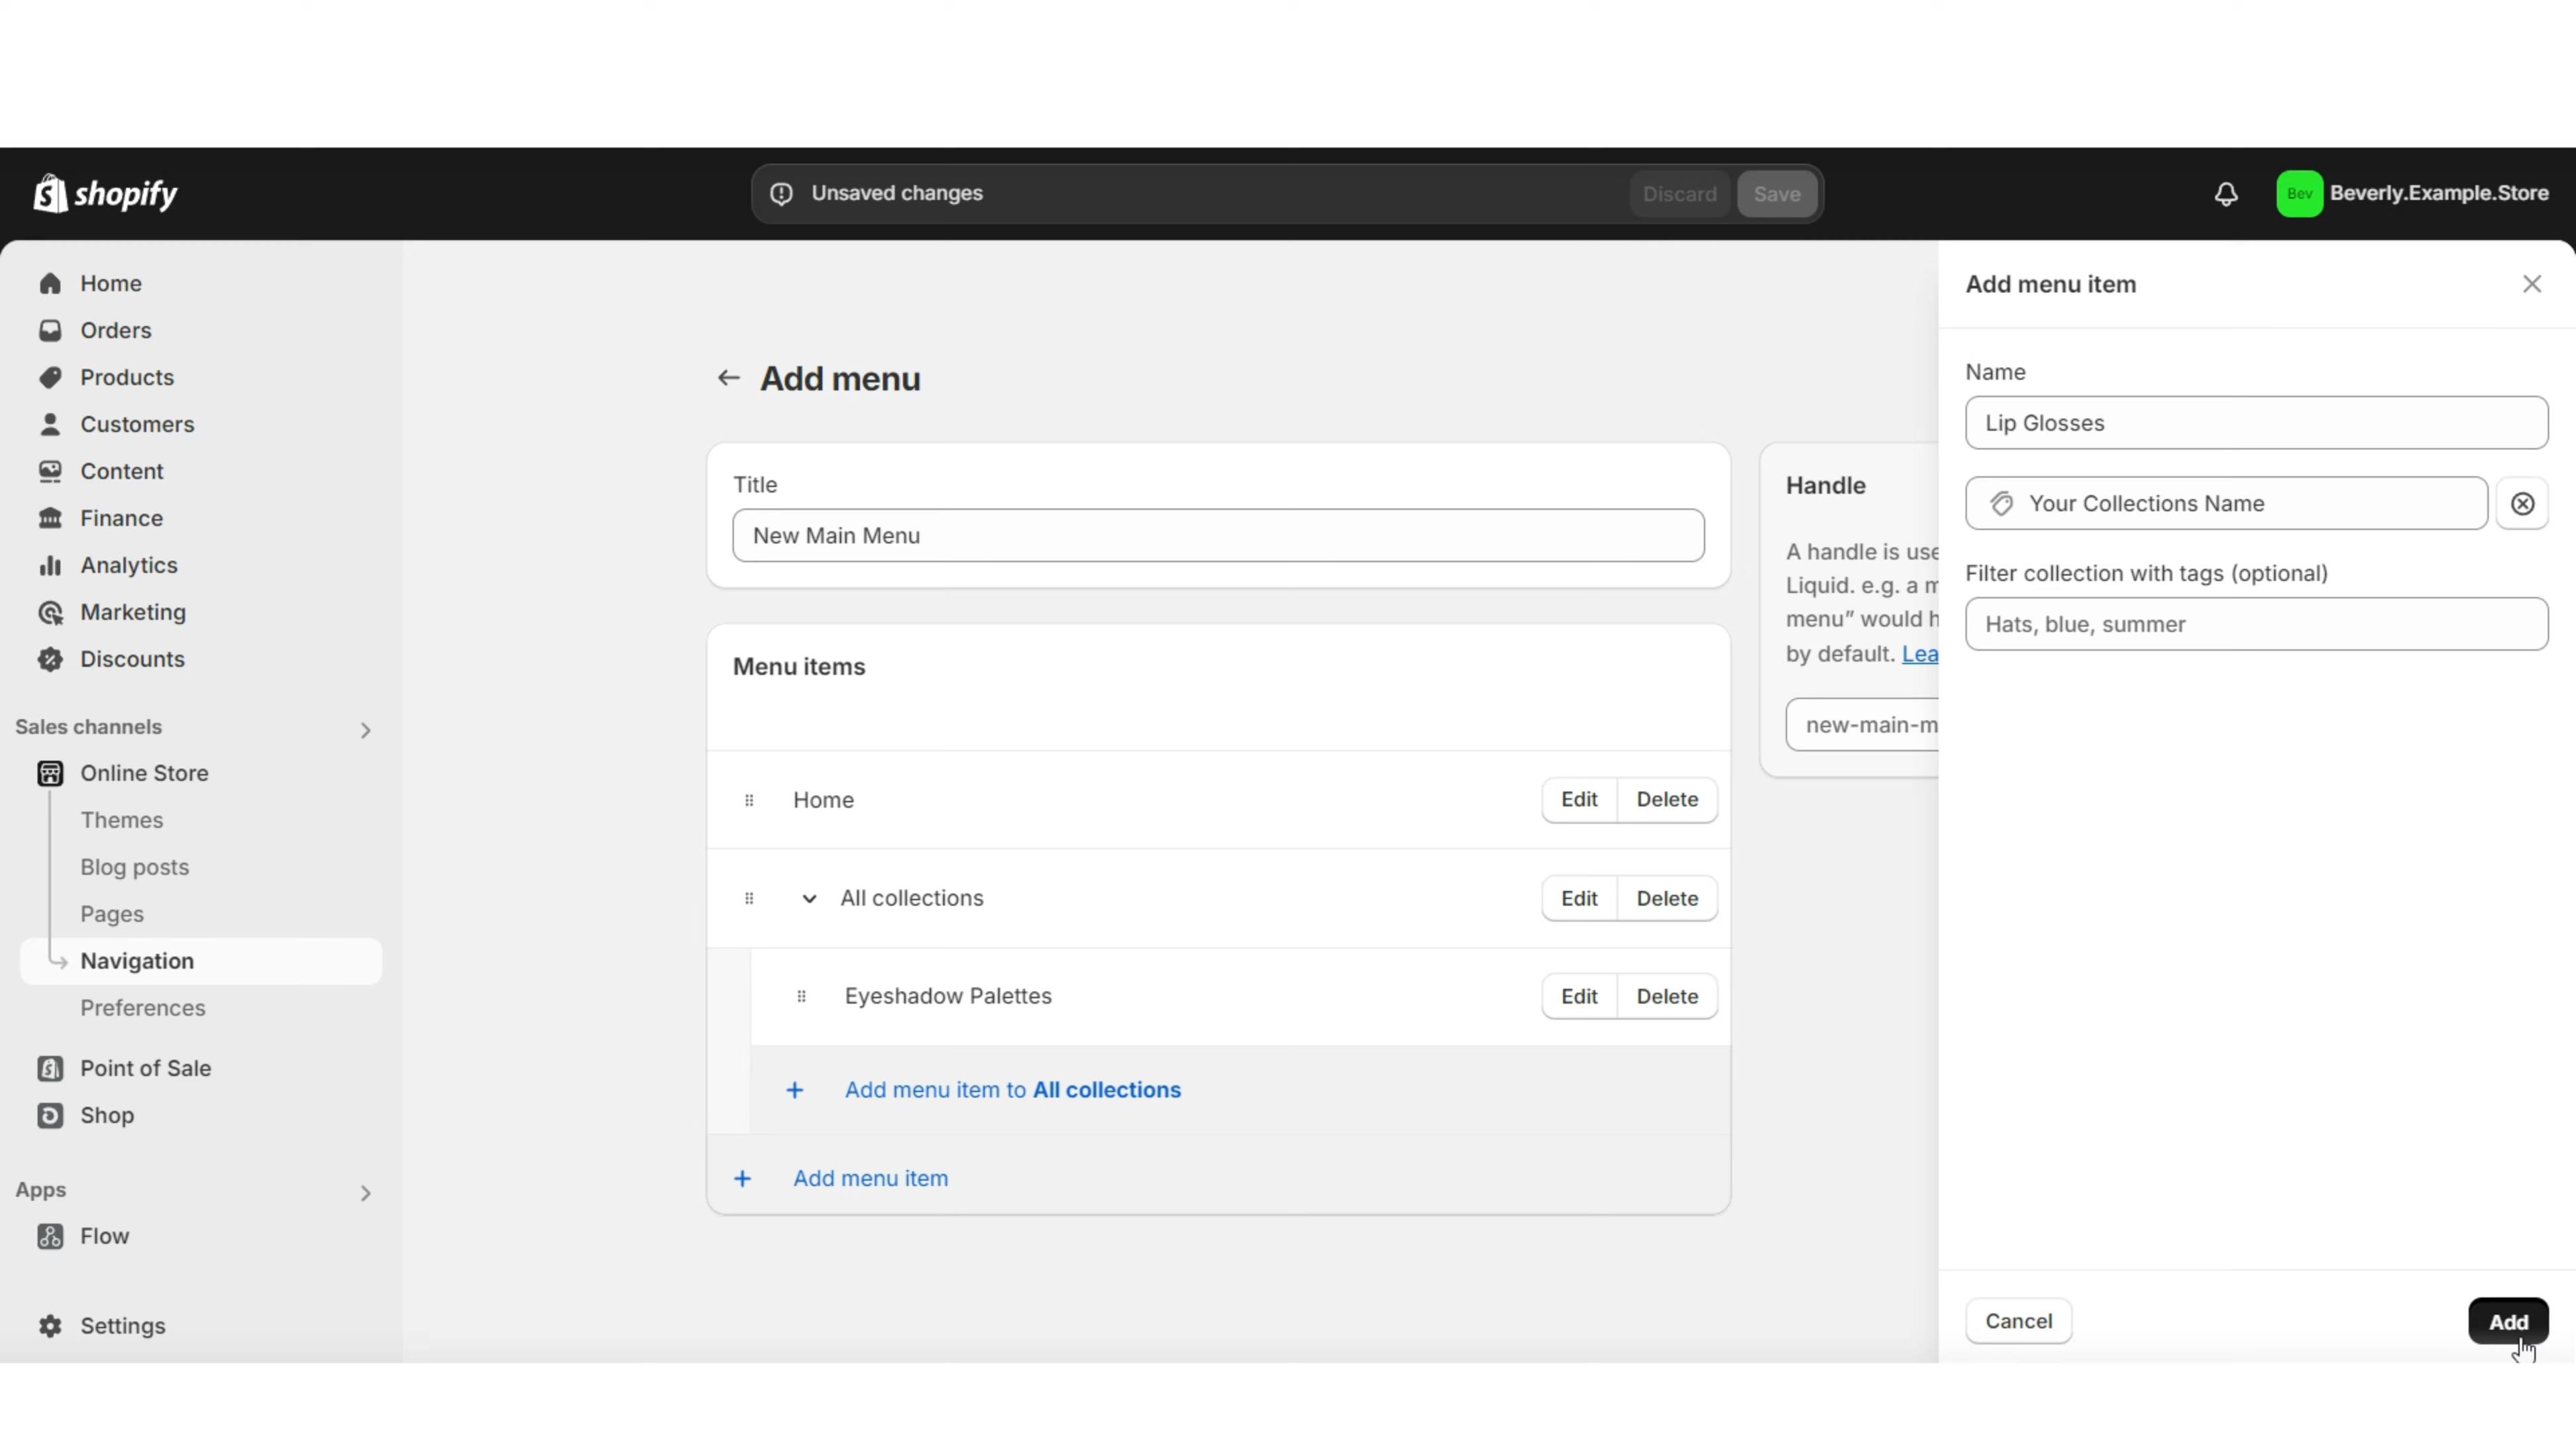 shopify
Unsaved changes
Discard
Save
Bev
Beverly.Example.Store
Home
Orders
Products
Customers
Content
Finance
Analytics
Marketing
Discounts
Sales channels
Online Store
Themes
Blog posts
Pages
Navigation
Preferences
Point of Sale
Shop
Apps
Flow
Settings
Add menu
Title
New Main Menu
Menu items
Home
Edit
Delete
All collections
Edit
Delete
Eyeshadow Palettes
Edit
Delete
Add menu item to All collections
Add menu item
Handle
A handle is use
Liquid. e.g. a m
menu" would h
by default. Lea
new-main-m
Add menu item
Name
Lip Glosses
Your Collections Name
Filter collection with tags (optional)
Hats, blue, summer
Cancel
Add